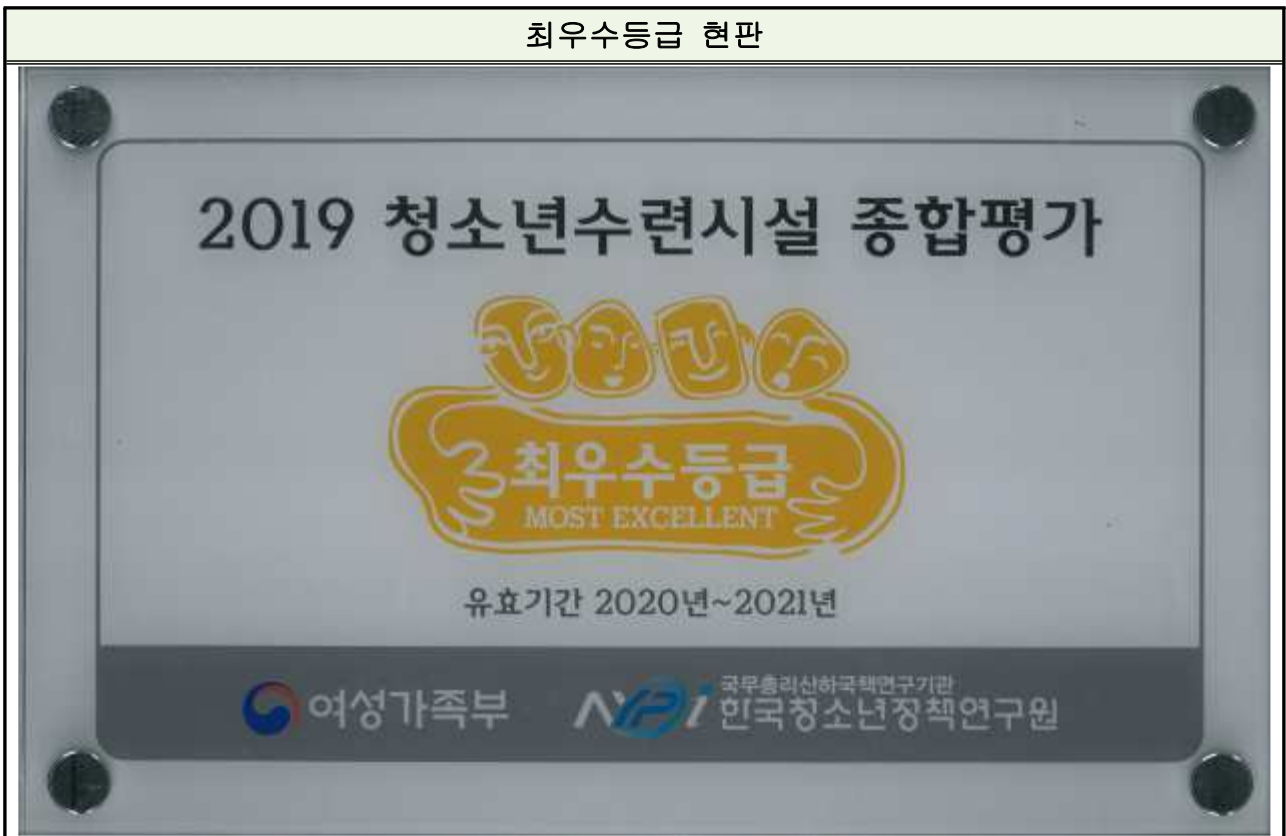 최우수등급 현판
2019 청소년수련시설 종합평가
최우수등급
MOST EXCELLENT
유효기간 2020년~2021년
여성가족부
NYPi
국무총리산하국책연구기관
한국청소년정책연구원